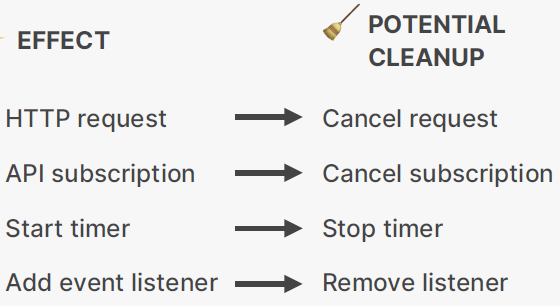 EFFECT
POTENTIAL
CLEANUP
HTTP request
Cancel request
API subscription
Cancel subscription
Start timer
Stop timer
Add event listener
Remove listener